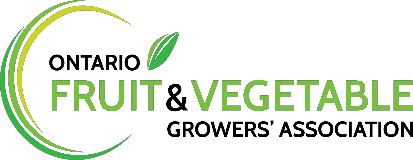 ONTARIO
FRUIT & VEGETABLE
GROWERS' ASSOCIATION